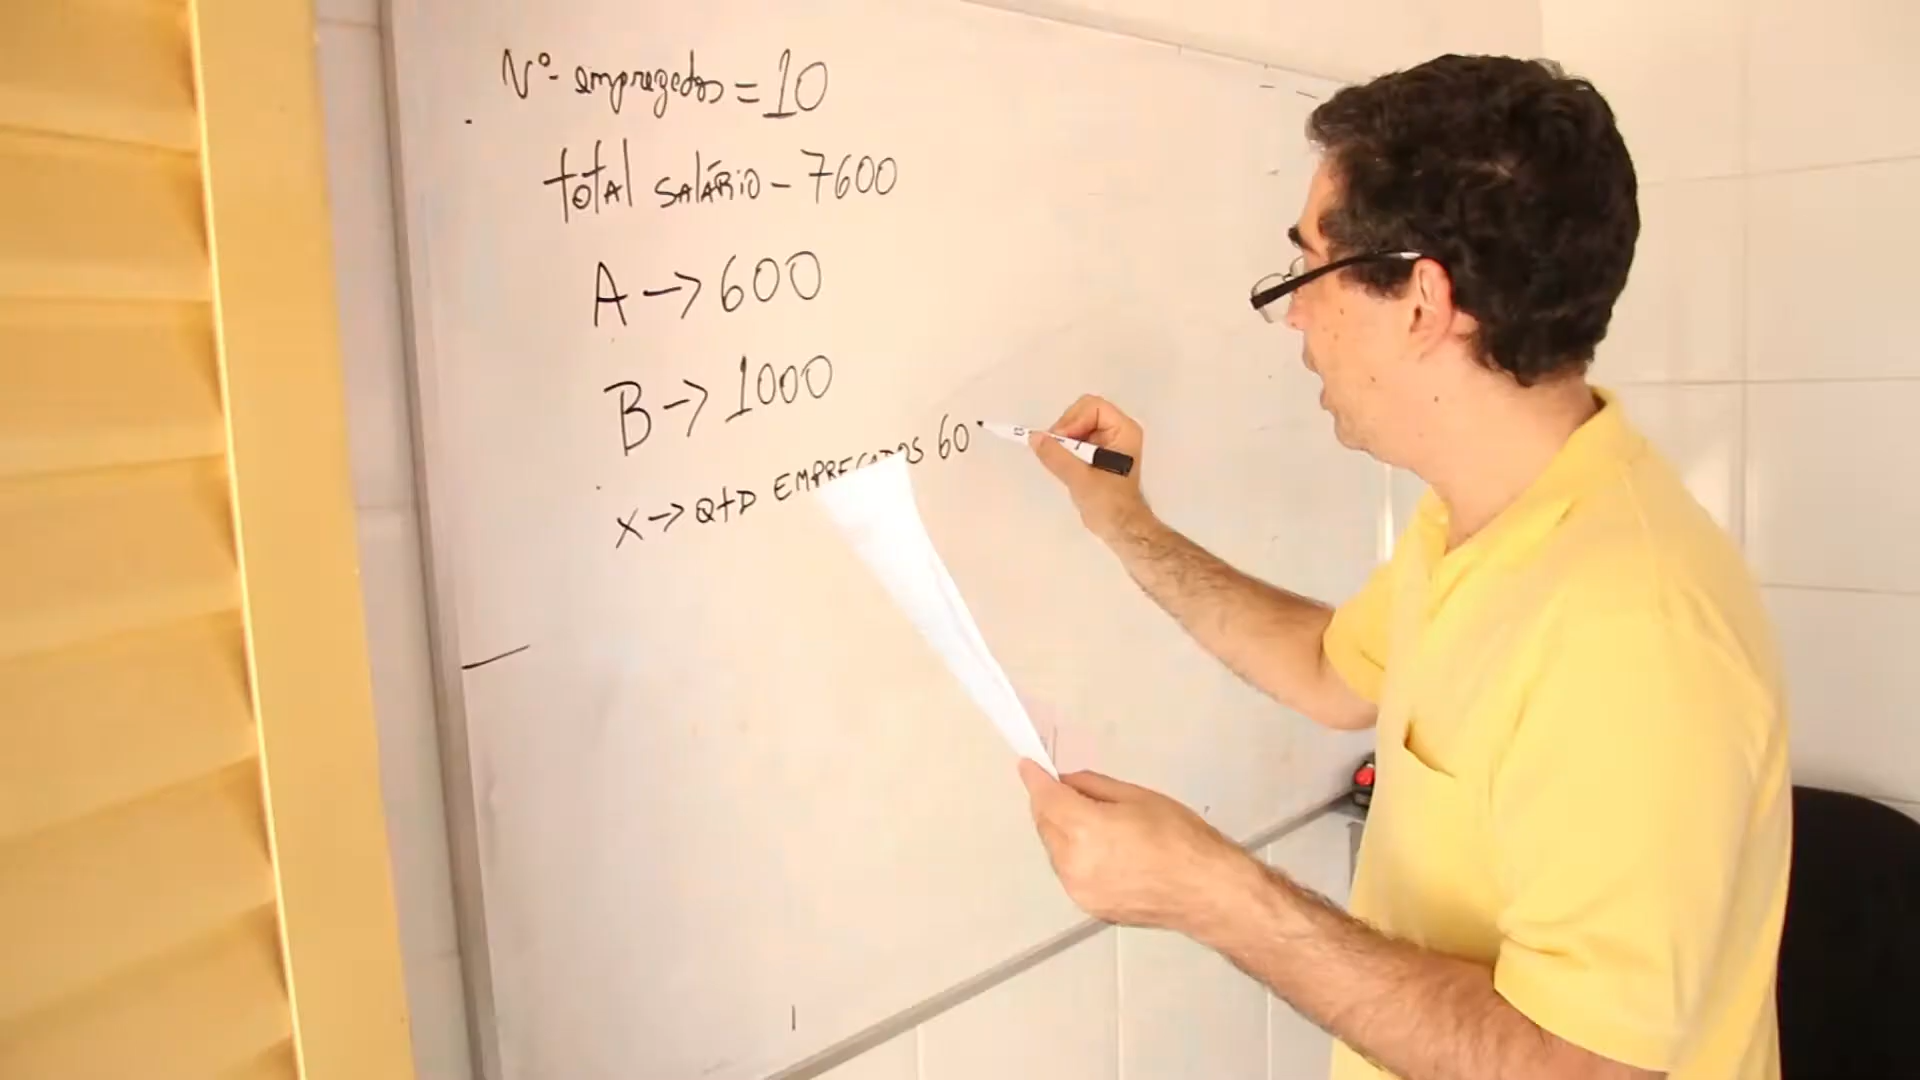 Nº empregados = 10
total SALÁRIO - 7600
A -> 600
B -> 1000
X -> QtD EMPREGADOS 60